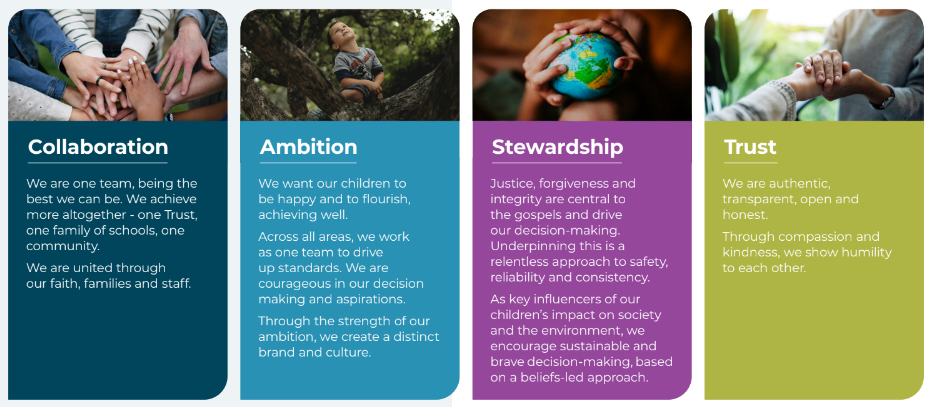 Collaboration
We are one team, being the
best we can be. We achieve
more altogether - one Trust,
one family of schools, one
community.
We are united through
our faith, families and staff.
Ambition
We want our children to
be happy and to flourish,
achieving well.
Across all areas, we work
as one team to drive
up standards. We are
courageous in our decision
making and aspirations.
Through the strength of our
ambition, we create a distinct
brand and culture.
Stewardship
Justice, forgiveness and
integrity are central to
the gospels and drive
our decision-making.
Underpinning this is a
relentless approach to safety,
reliability and consistency.
As key influencers of our
children's impact on society
and the environment, we
encourage sustainable and
brave decision-making, based
on a beliefs-led approach.
Trust
We are authentic,
transparent, open and
honest.
Through compassion and
kindness, we show humility
to each other.